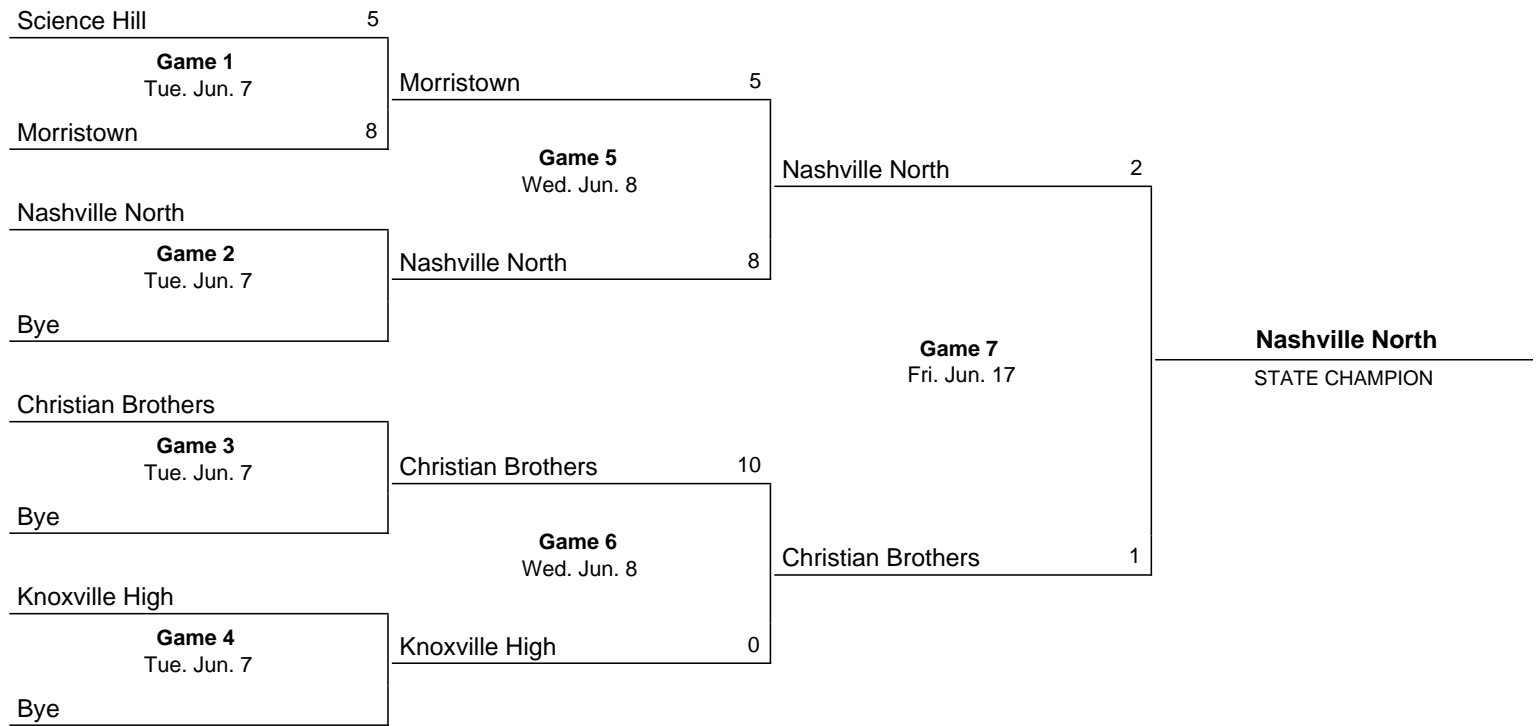 Science Hill 5
Game 1
Tue. Jun. 7
Morristown 8
Nashville North
Game 2
Tue. Jun. 7
Bye
Christian Brothers
Game 3
Tue. Jun. 7
Bye
Knoxville High
Game 4
Tue. Jun. 7
Bye
Morristown 5
Game 5
Wed. Jun. 8
Nashville North 8
Christian Brothers 10
Game 6
Wed. Jun. 8
Knoxville High 0
Nashville North 2
Game 7
Fri. Jun. 17
Christian Brothers 1
Nashville North
STATE CHAMPION